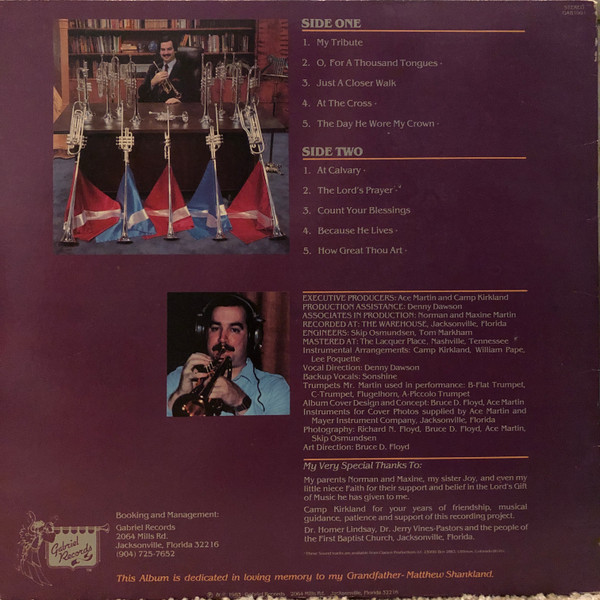 STEREO
SIDE ONE
1. My Tribute
2. O, For A Thousand Tongues -
3. Just A Closer Walk
4. At The Cross -
5. The Day He Wore My Crown -
SIDE TWO
1. At Calvary -
2. The Lord's Prayer -
3. Count Your Blessings
4. Because He Lives -
5. How Great Thou Art -
EXECUTIVE PRODUCERS: Ace Martin and Camp Kirkland
PRODUCTION ASSISTANCE: Denny Dawson
ASSOCIATES IN PRODUCTION: Norman and Maxine Martin
RECORDED AT: THE WAREHOUSE, Jacksonville, Florida
ENGINEERS: Skip Osmundsen, Tom Markham
MASTERED AT: The Lacquer Place, Nashville, Tennessee
Instrumental Arrangements: Camp Kirkland, William Pape,
Lee Poquette
Vocal Direction: Denny Dawson
Backup Vocals: Sonshine
Trumpets Mr. Martin used in performance: B-Flat Trumpet,
C-Trumpet, Flugelhorn, A-Piccolo Trumpet
Album Cover Design and Concept: Bruce D. Floyd, Ace Martin
Instruments for Cover Photos supplied by Ace Martin and
Mayer Instrument Company, Jacksonville, Florida
Photography: Richard N. Floyd, Bruce D. Floyd, Ace Martin,
Skip Osmundsen
Art Direction: Bruce D. Floyd
My Very Special Thanks To:
My parents Norman and Maxine, my sister Joy, and even my
little niece Faith for their support and belief in the Lord's Gift
of Music he has given to me.
Camp Kirkland for your years of friendship, musical
guidance, patience and support of this recording project.
Dr. Homer Lindsay, Dr. Jerry Vines-Pastors and the people of
the First Baptist Church, Jacksonville, Florida.
Booking and Management:
Gabriel Records
2064 Mills Rd.
Jacksonville, Florida 32216
(904) 725-7652
Gabriel
Records
This Album is dedicated in loving memory to my Grandfather - Matthew Shankland.
Gabriel Records 2064 Mills Rd. Jacksonville, Florida 32216